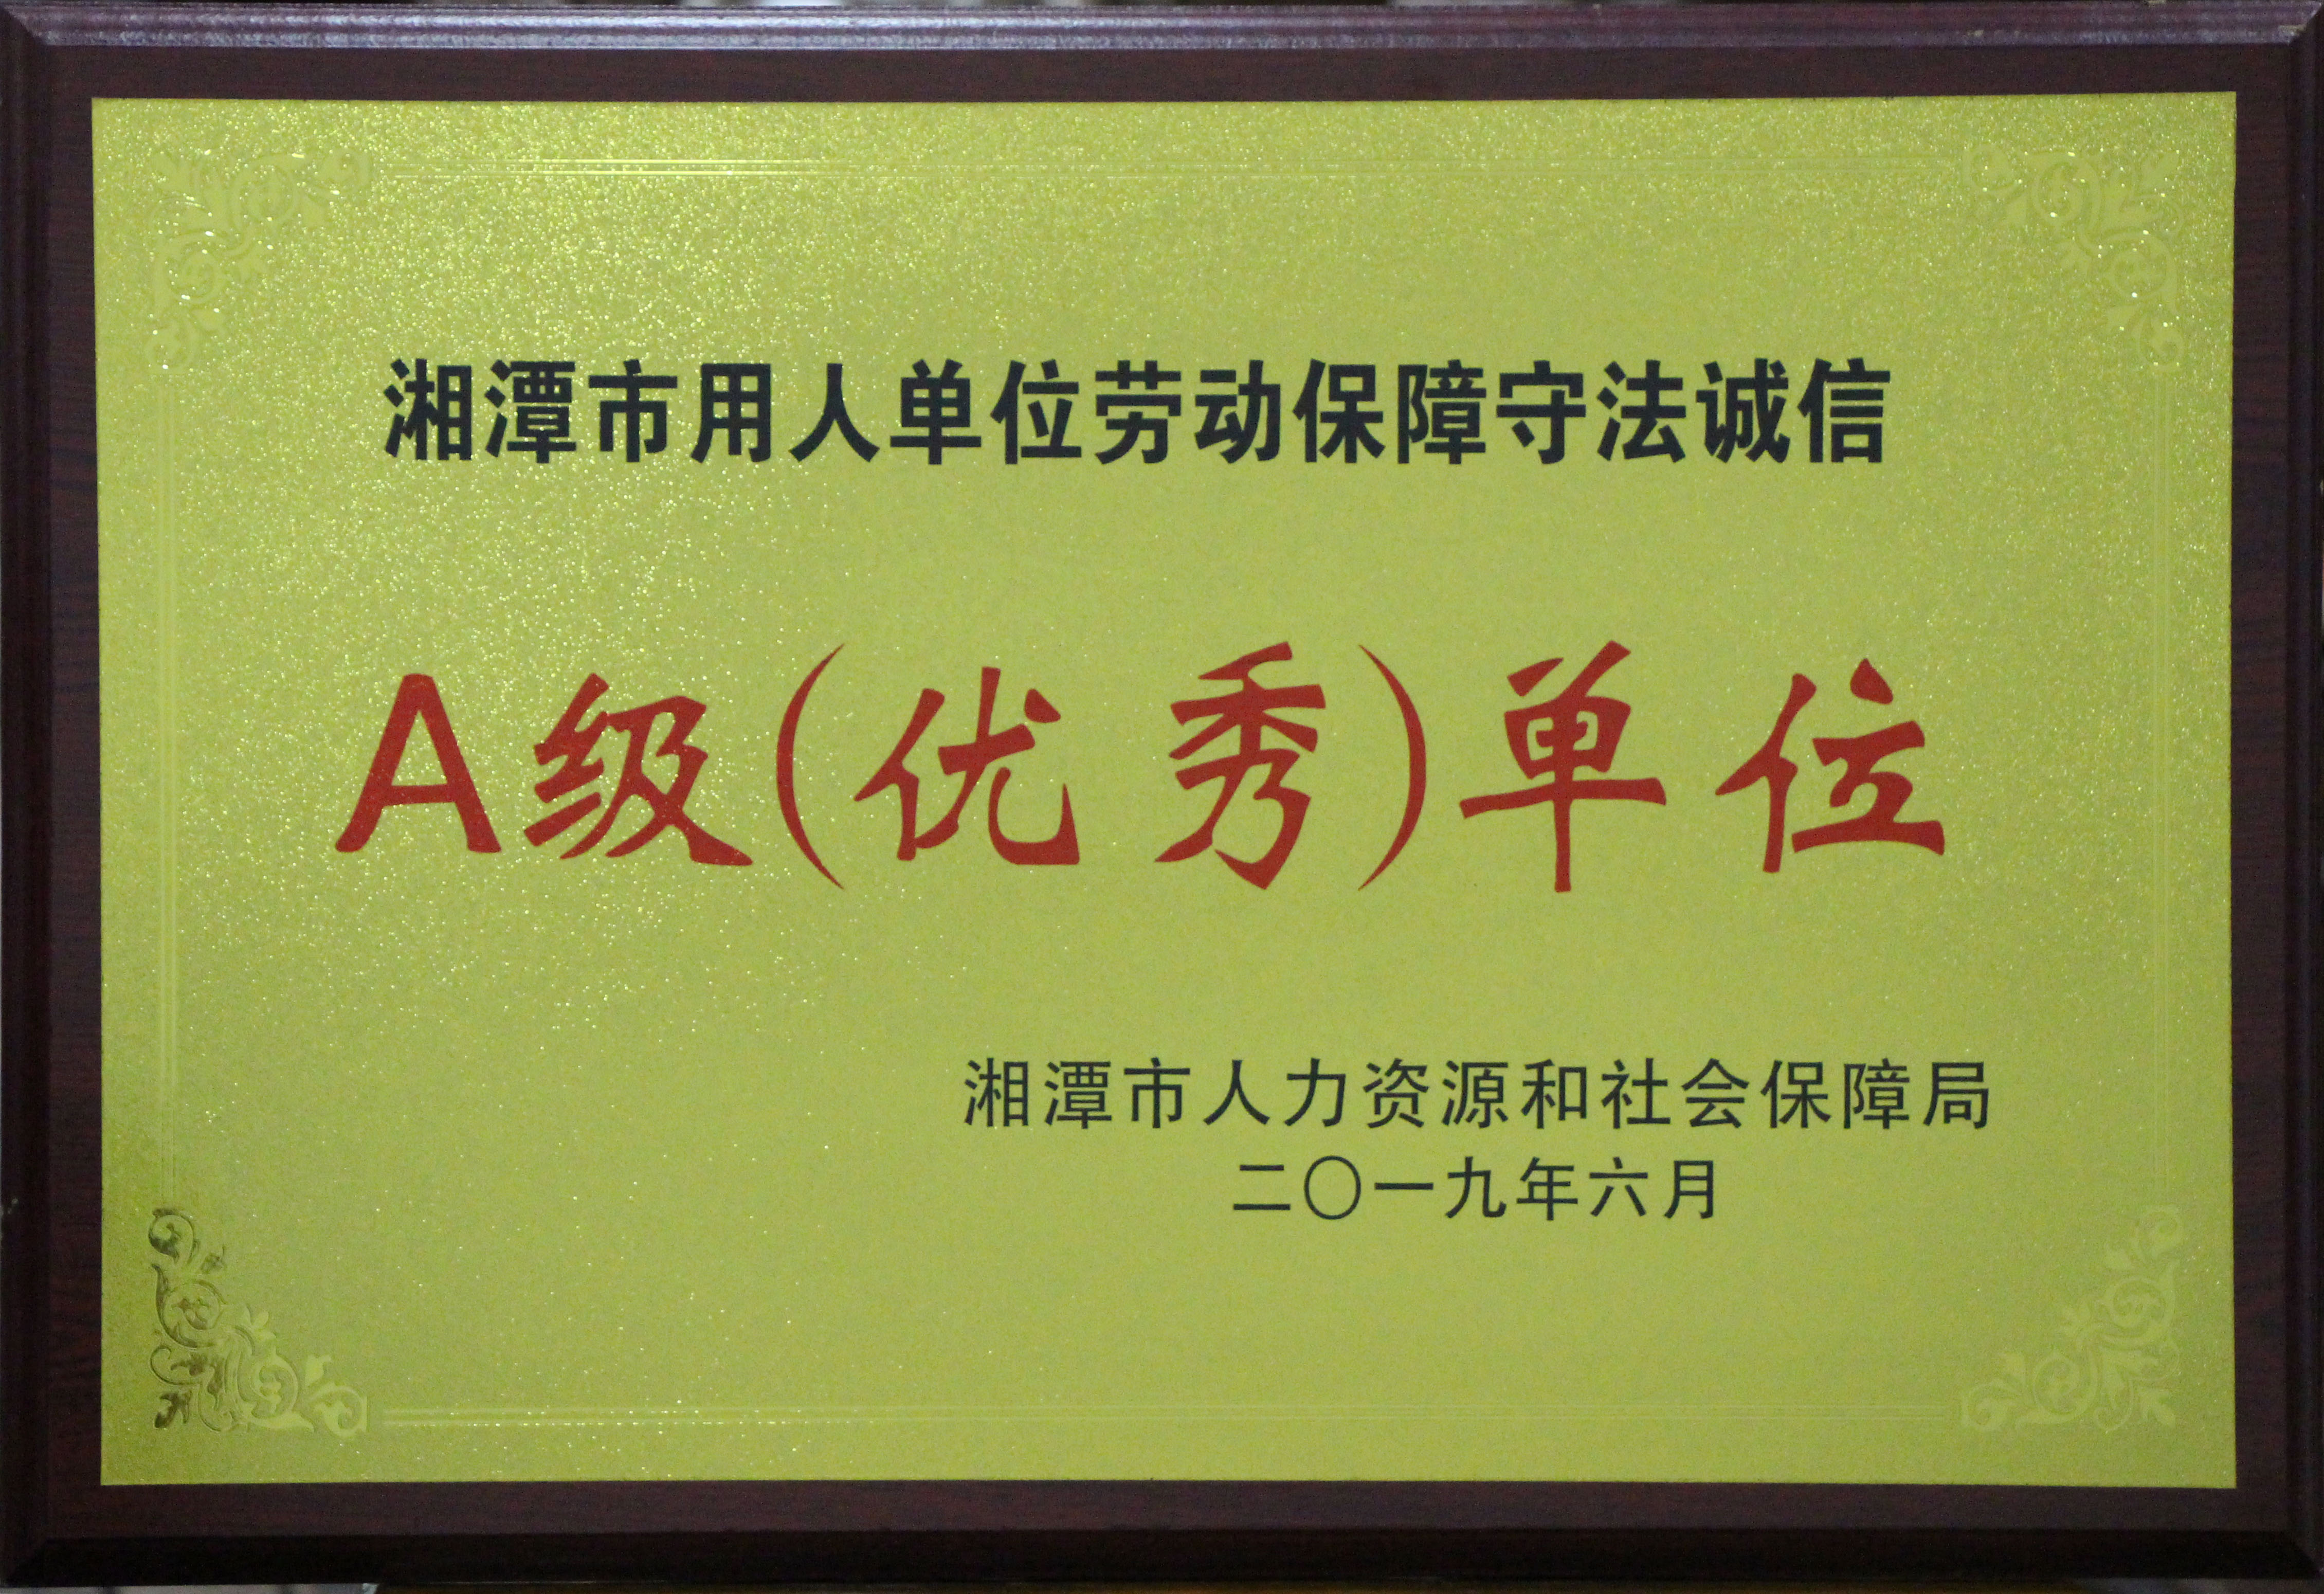 湘潭市用人单位劳动保障守法诚信
A级(优秀)单位
湘潭市人力资源和社会保障局
二〇一九年六月